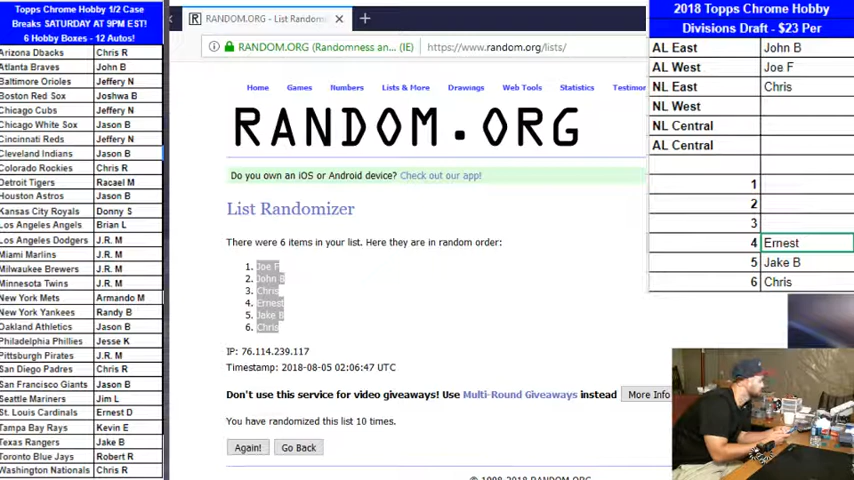 Topps Chrome Hobby 1/2 Case
Breaks SATURDAY AT 9PM EST!
6 Hobby Boxes - 12 Autos!
Arizona Dbacks Chris R
Atlanta Braves John B
Baltimore Orioles Jeffery N
Boston Red Sox Joshwa B
Chicago Cubs Jeffery N
Chicago White Sox Jason B
Cincinnati Reds Jeffery N
Cleveland Indians Jason B
Colorado Rockies Chris R
Detroit Tigers Racael M
Houston Astros Jason B
Kansas City Royals Donny S
Los Angeles Angels Brian L
Los Angeles Dodgers J.R. M
Miami Marlins J.R. M
Milwaukee Brewers J.R. M
Minnesota Twins J.R. M
New York Mets Armando M
New York Yankees Randy B
Oakland Athletics Jason B
Philadelphia Phillies Jesse K
Pittsburgh Pirates J.R. M
San Diego Padres Chris R
San Francisco Giants Jason B
Seattle Mariners Jim L
St. Louis Cardinals Ernest D
Tampa Bay Rays Kevin E
Texas Rangers Jake B
Toronto Blue Jays Robert R
Washington Nationals Chris R
RANDOM.ORG - List Randomi
RANDOM.ORG (Randomness an (IE) https://www.random.org/lists/
Home Games Numbers Lists & More Drawings Web Tools Statistics Testimor
RANDOM.ORG
Do you own an iOS or Android device? Check out our app!
List Randomizer
There were 6 items in your list. Here they are in random order:
1. Joe F
2. John B
3. Chris
4. Ernest
5. Jake B
6. Chris
IP: 76.114.239.117
Timestamp: 2018-08-05 02:06:47 UTC
Don't use this service for video giveaways! Use Multi-Round Giveaways instead More Info
You have randomized this list 10 times.
Again! Go Back
© 1998-2018 RANDOM.ORG
2018 Topps Chrome Hobby
Divisions Draft - $23 Per
AL East John B
AL West Joe F
NL East Chris
NL West
NL Central
AL Central
1
2
3
4 Ernest
5 Jake B
6 Chris